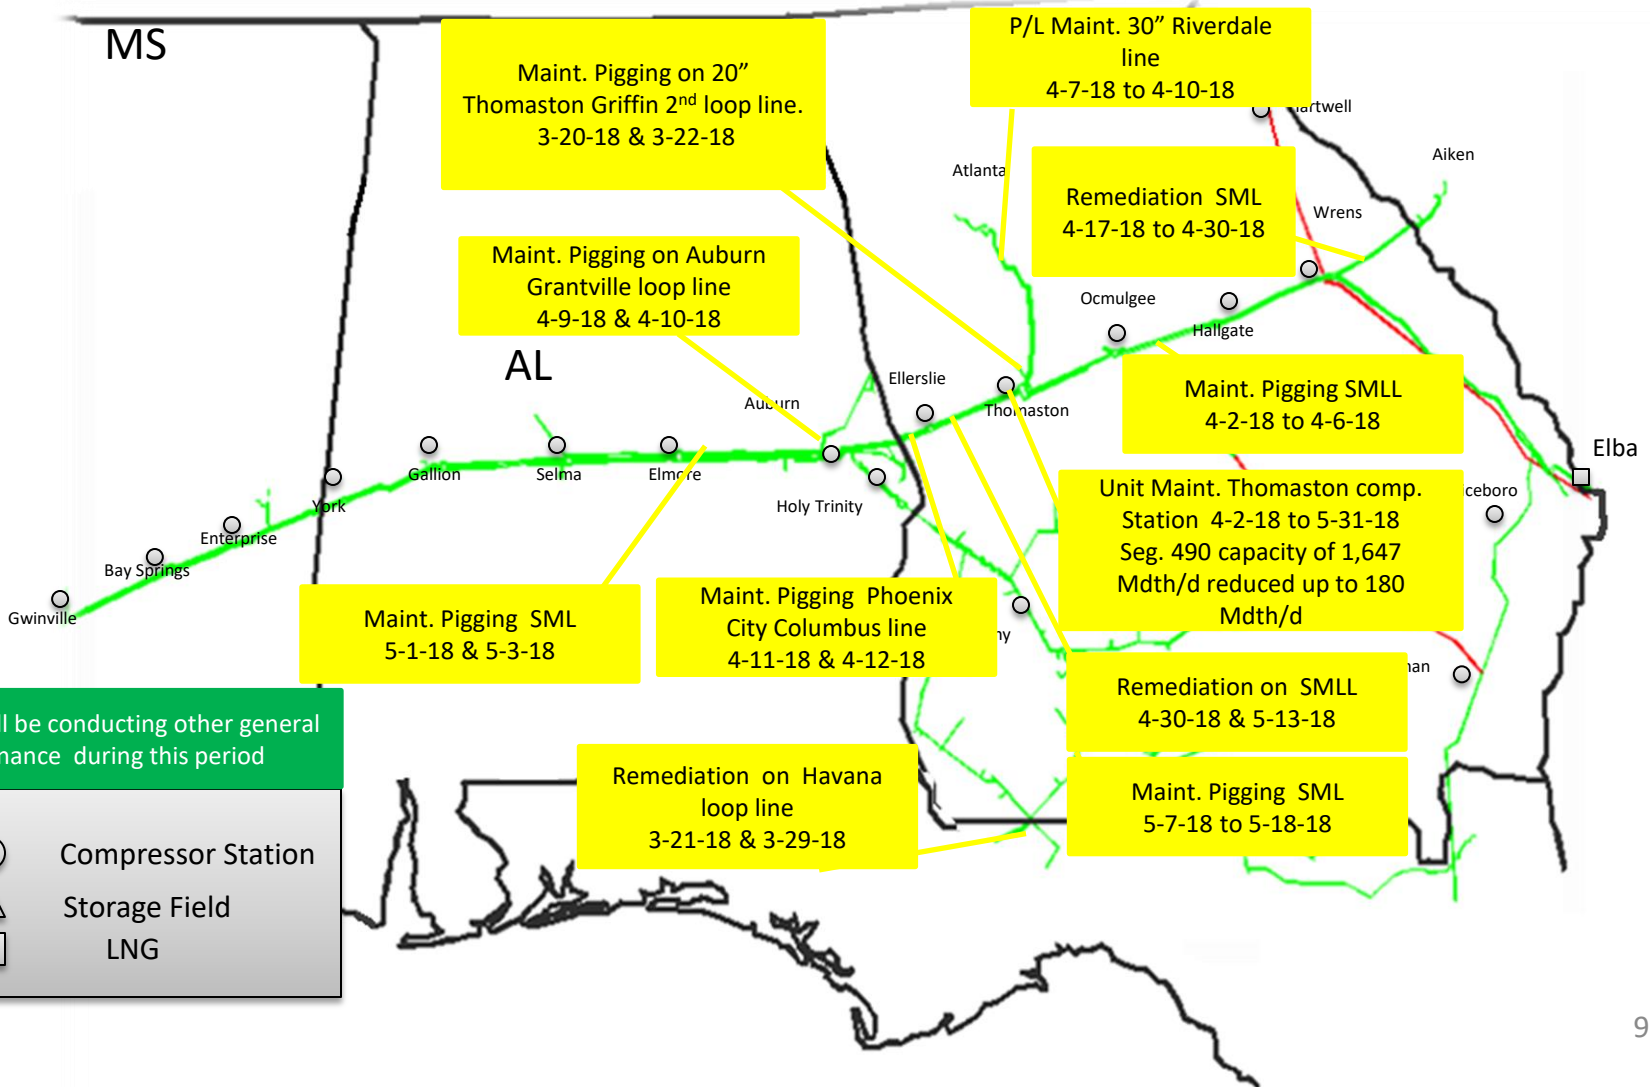 MS
Maint. Pigging on 20”
Thomaston Griffin 2nd loop line.
3-20-18 & 3-22-18
P/L Maint. 30” Riverdale
line
4-7-18 to 4-10-18
artwell
Aiken
Atlanta
Remediation SML
4-17-18 to 4-30-18
Wrens
Maint. Pigging on Auburn
Grantville loop line
4-9-18 & 4-10-18
Ocmulgee
Hallgate
AL
Ellerslie
Auburn
Thomaston
Maint. Pigging SMLL
4-2-18 to 4-6-18
Elba
Gallion
Selma
Elmore
Holy Trinity
York
Enterprise
Bay Springs
Gwinville
Unit Maint. Thomaston comp.
Station 4-2-18 to 5-31-18
Seg. 490 capacity of 1,647
Mdth/d reduced up to 180
Mdth/d
iceboro
Maint. Pigging SML
5-1-18 & 5-3-18
Maint. Pigging Phoenix
City Columbus line
4-11-18 & 4-12-18
ny
Remediation on SMLL
4-30-18 & 5-13-18
nan
ll be conducting other general
nance during this period
Remediation on Havana
loop line
3-21-18 & 3-29-18
Maint. Pigging SML
5-7-18 to 5-18-18
Compressor Station
Storage Field
LNG
9